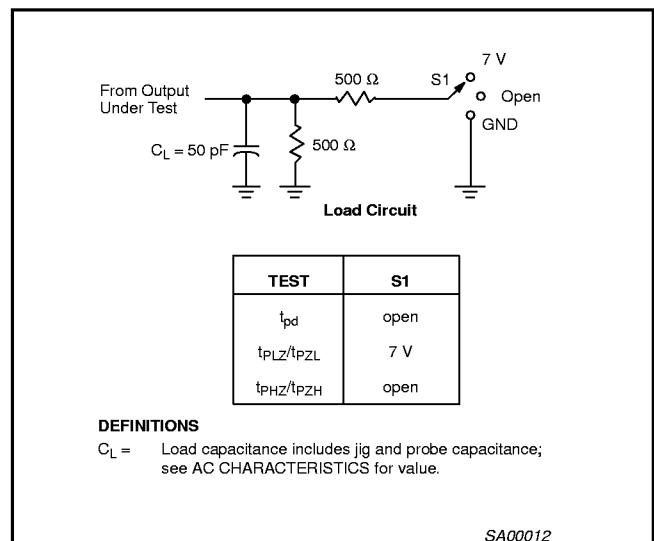 7 V
500 Ω
S1
From Output
Under Test
Open
GND
C_L = 50 pF
500 Ω
Load Circuit
TEST S1
t_pd open
t_PLZ/t_PZL 7 V
t_PHZ/t_PZH open
DEFINITIONS
C_L = Load capacitance includes jig and probe capacitance;
see AC CHARACTERISTICS for value.
SA00012